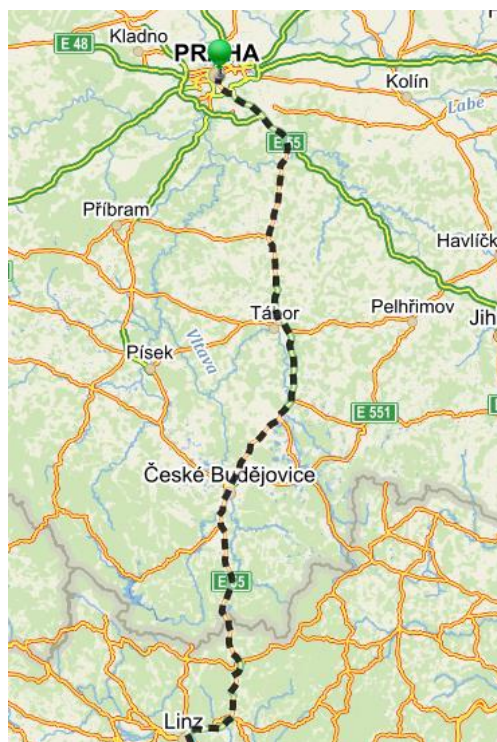 Kladno
E 48
PRAHA
Kolín
Labe
E 55
Příbram
Havlíčk
Tábor
Pelhřimov
Jih
Vltava
Písek
E 551
České Budějovice
E 55
Linz